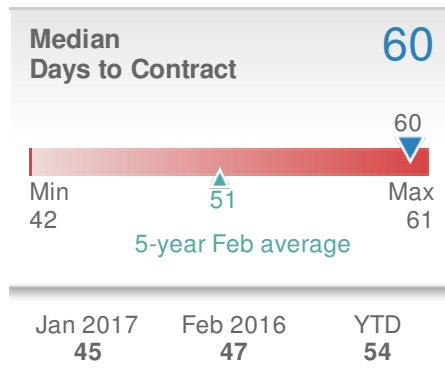 Median
Days to Contract
60
60
Min
42
51
Max
61
5-year Feb average
Jan 2017
45
Feb 2016
47
YTD
54